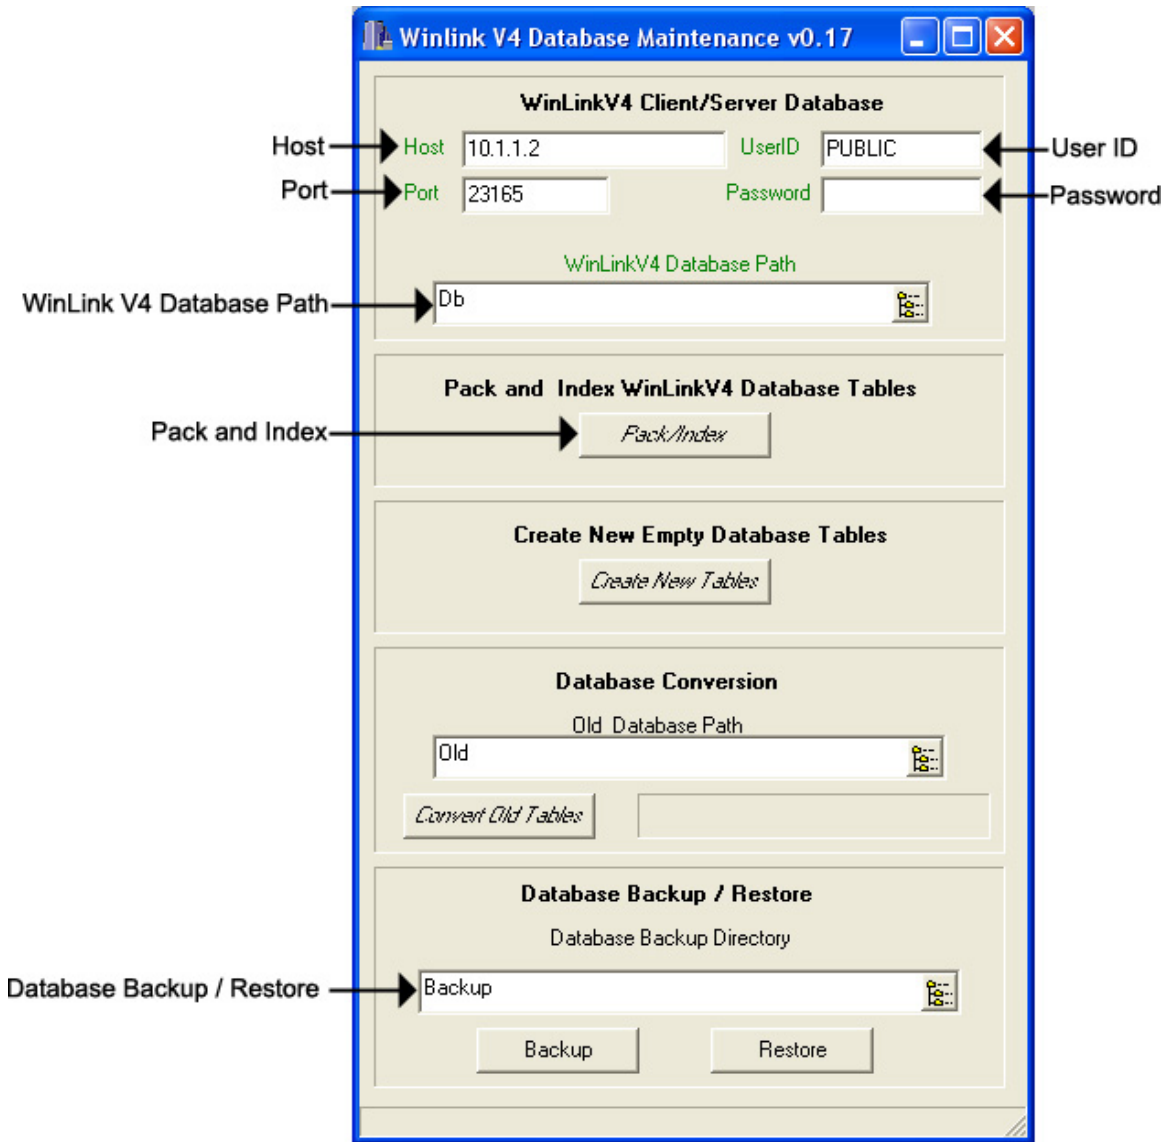 Winlink V4 Database Maintenance v0.17
WinLinkV4 Client/Server Database
Host Host 10.1.1.2 UserID PUBLIC User ID
Port Port 23165 Password Password
WinLinkV4 Database Path
WinLink V4 Database Path Db
Pack and Index WinLinkV4 Database Tables
Pack and Index Pack/Index
Create New Empty Database Tables
Create New Tables
Database Conversion
Old Database Path
Old
Convert Old Tables
Database Backup / Restore
Database Backup Directory
Database Backup / Restore Backup
Backup Restore